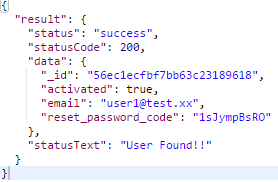 {
"result": {
"status": "success",
"statusCode": 200,
"data": {
"_id": "56ec1ecfbf7bb63c23189618",
"activated": true,
"email": "user1@test.xx",
"reset_password_code": "1sJympBsRO"
},
"statusText": "User Found!!"
}
}